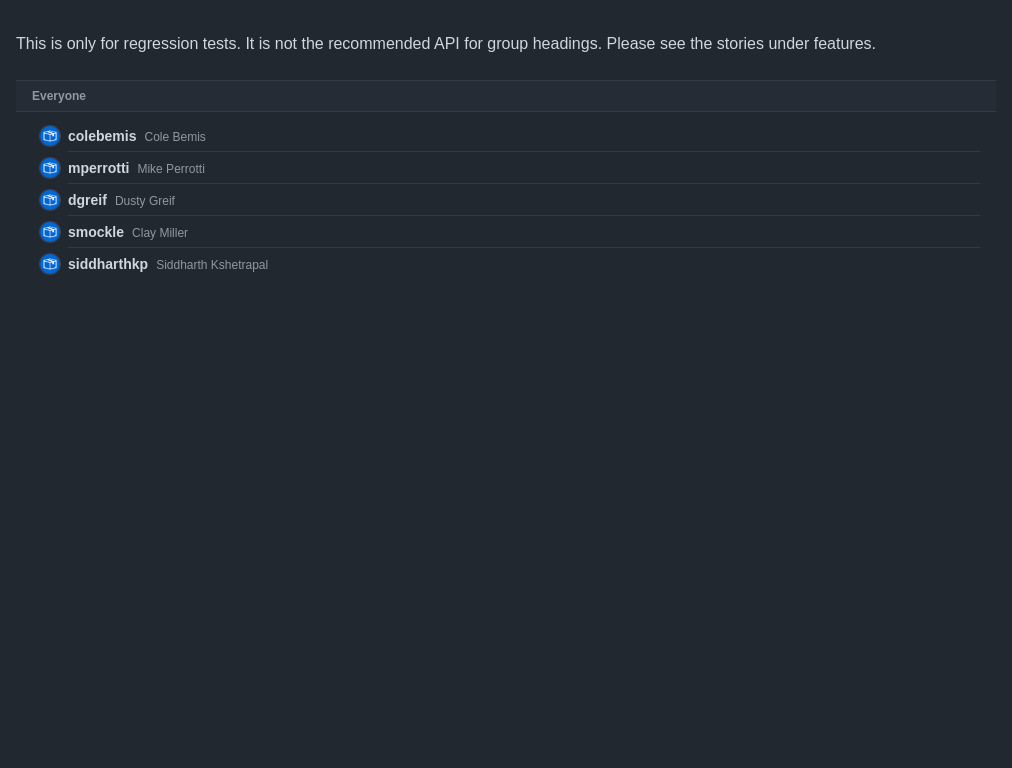 This is only for regression tests. It is not the recommended API for group headings. Please see the stories under features.
Everyone
colebemis Cole Bemis
mperrotti Mike Perrotti
dgreif Dusty Greif
smockle Clay Miller
siddharthkp Siddharth Kshetrapal